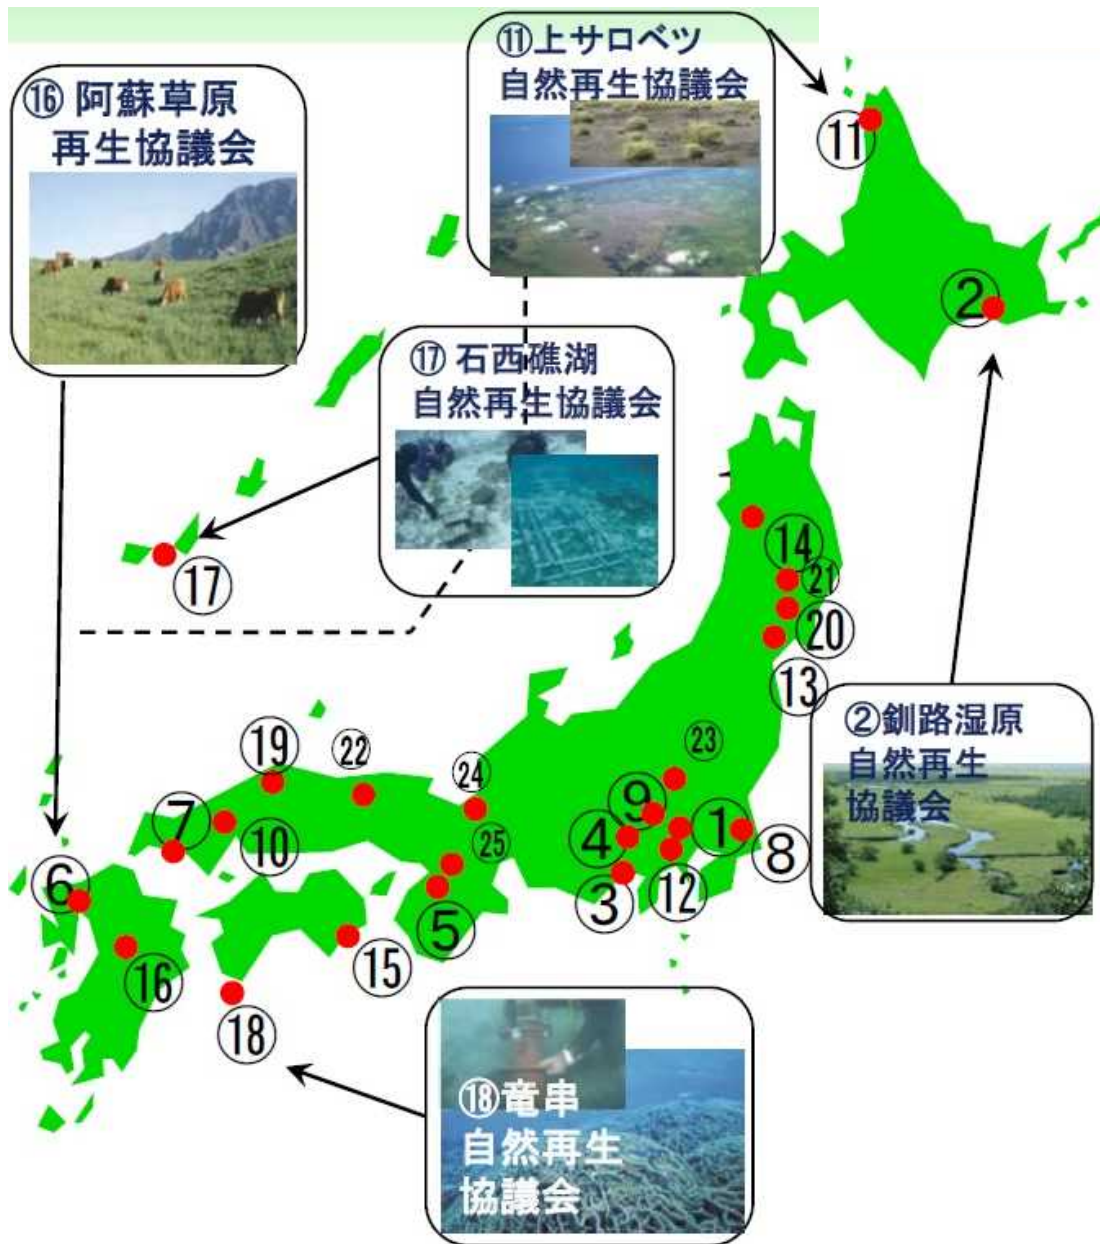 ⑪上サロベツ
自然再生協議会
⑯ 阿蘇草原
再生協議会
⑪
②
⑰ 石西礁湖
自然再生協議会
⑰
⑭
㉑
⑳
⑬
②釧路湿原
自然再生
協議会
㉓
⑲
㉒
㉔
⑨
⑦
④
①
⑩
㉕
⑧
⑥
③
⑫
⑤
⑮
⑯
⑱
⑱竜串
自然再生
協議会